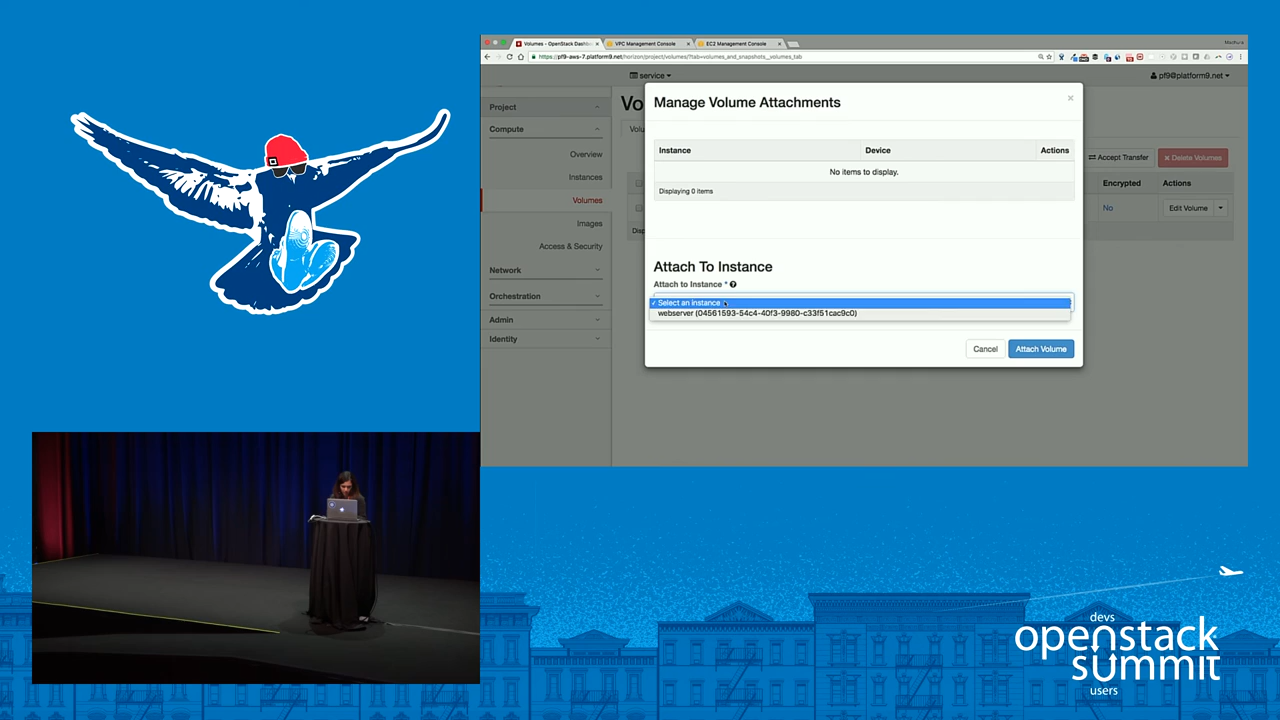 Volumes - OpenStack Dashb
VPC Management Console
EC2 Management Console
https://pf9-aws-7.platform9.net/horizon/project/volumes/?tab=volumes_and_snapshots__volumes_tab
service
pf9@platform9.net
Project
Compute
Overview
Instances
Volumes
Images
Access & Security
Network
Orchestration
Admin
Identity
Vo
Volu
Accept Transfer
Delete Volumes
Encrypted
Actions
No
Edit Volume
Disp
Manage Volume Attachments
×
Instance
Device
Actions
No items to display.
Displaying 0 items
Attach To Instance
Attach to Instance *
Select an instance
webserver (04561593-54c4-40f3-9980-c33f51cac9c0)
Cancel
Attach Volume
devs
openstack
summit
users